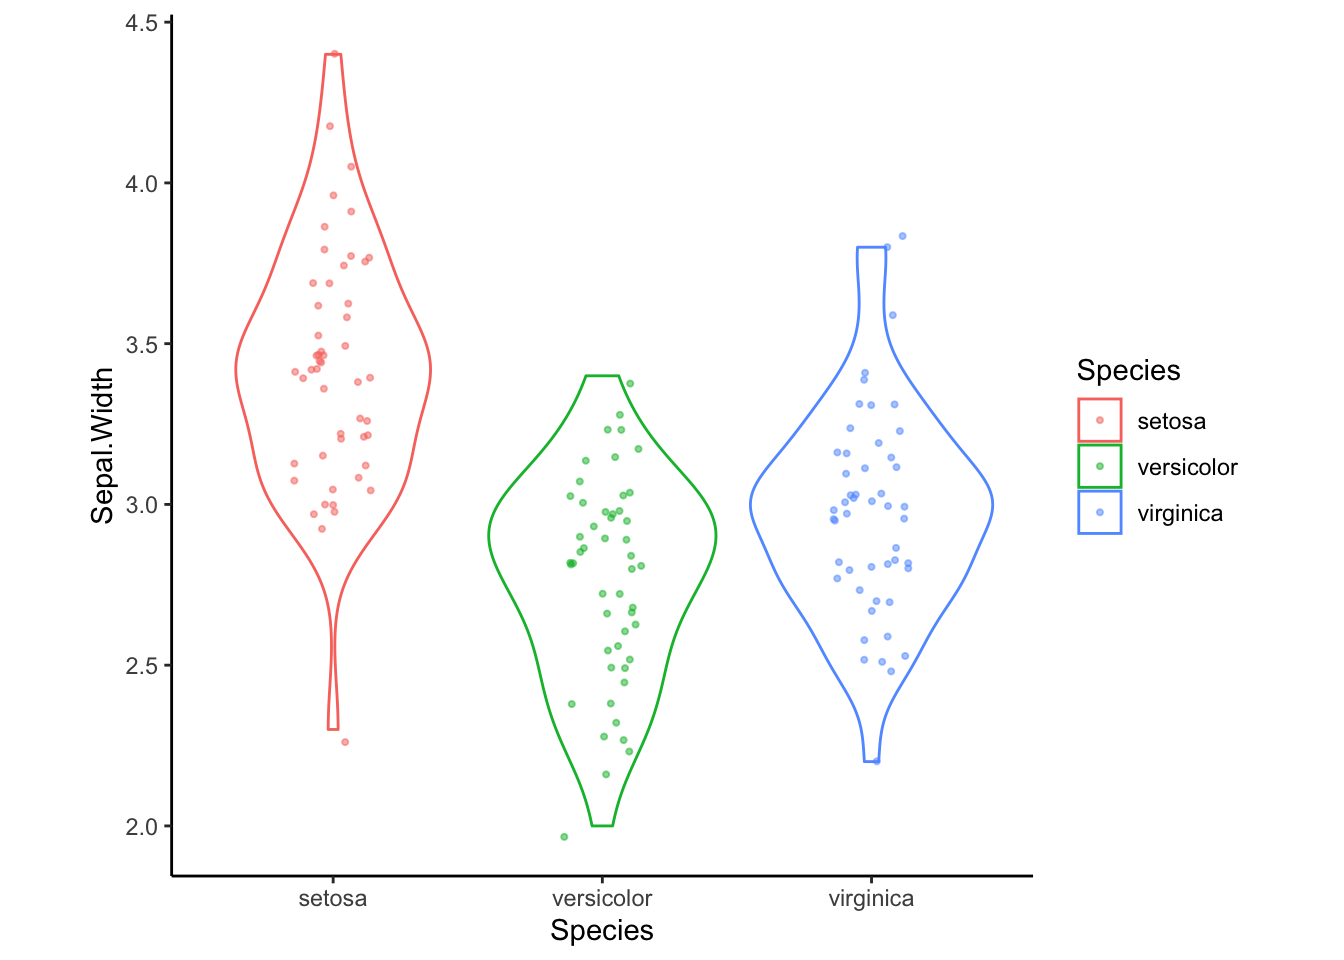 4.5
4.0
3.5
3.0
2.5
2.0
Sepal.Width
setosa
versicolor
virginica
Species
Species
setosa
versicolor
virginica